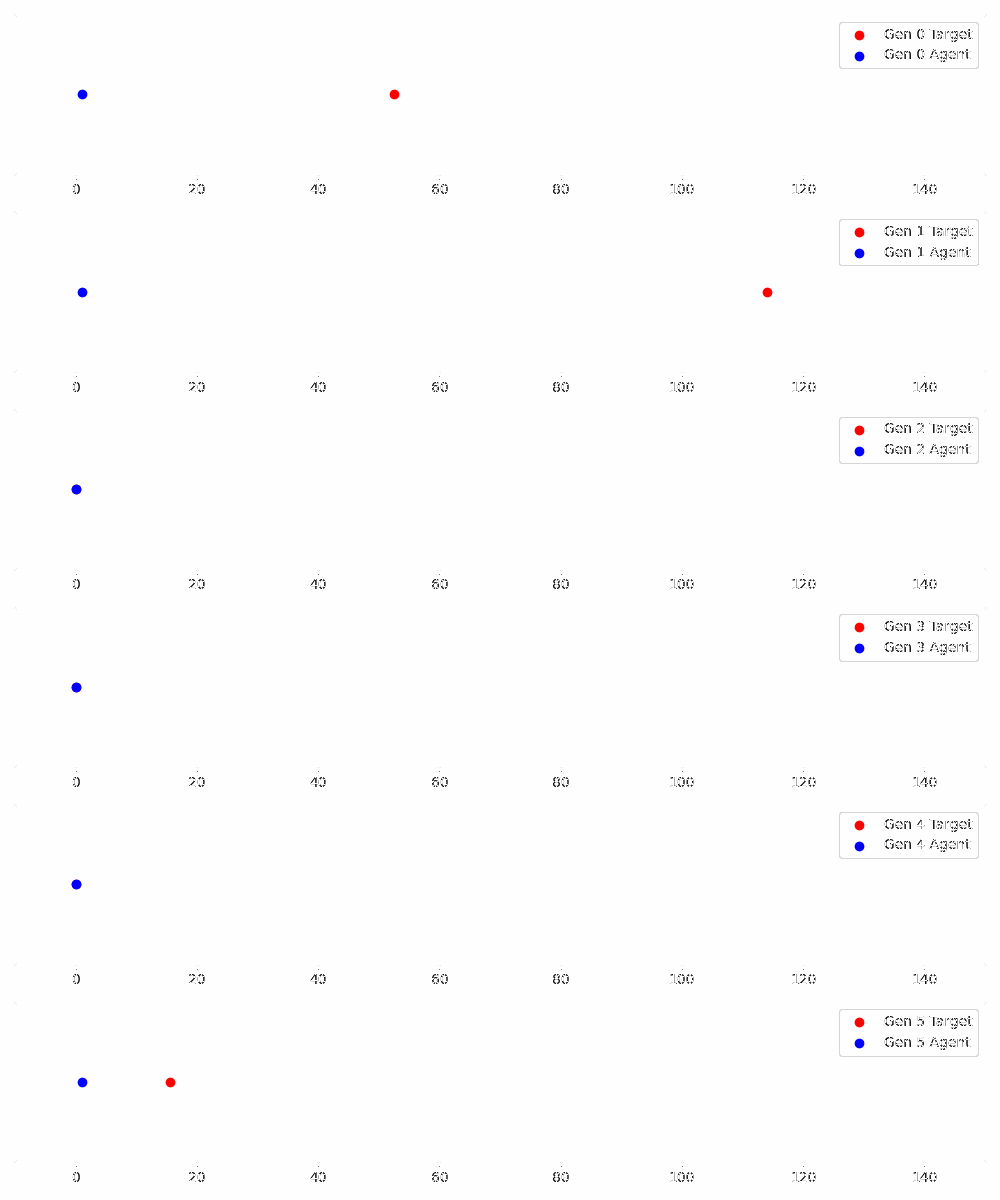 Gen 0 Target
Gen 0 Agent
0 20 40 60 80 100 120 140
Gen 1 Target
Gen 1 Agent
0 20 40 60 80 100 120 140
Gen 2 Target
Gen 2 Agent
0 20 40 60 80 100 120 140
Gen 3 Target
Gen 3 Agent
0 20 40 60 80 100 120 140
Gen 4 Target
Gen 4 Agent
0 20 40 60 80 100 120 140
Gen 5 Target
Gen 5 Agent
0 20 40 60 80 100 120 140